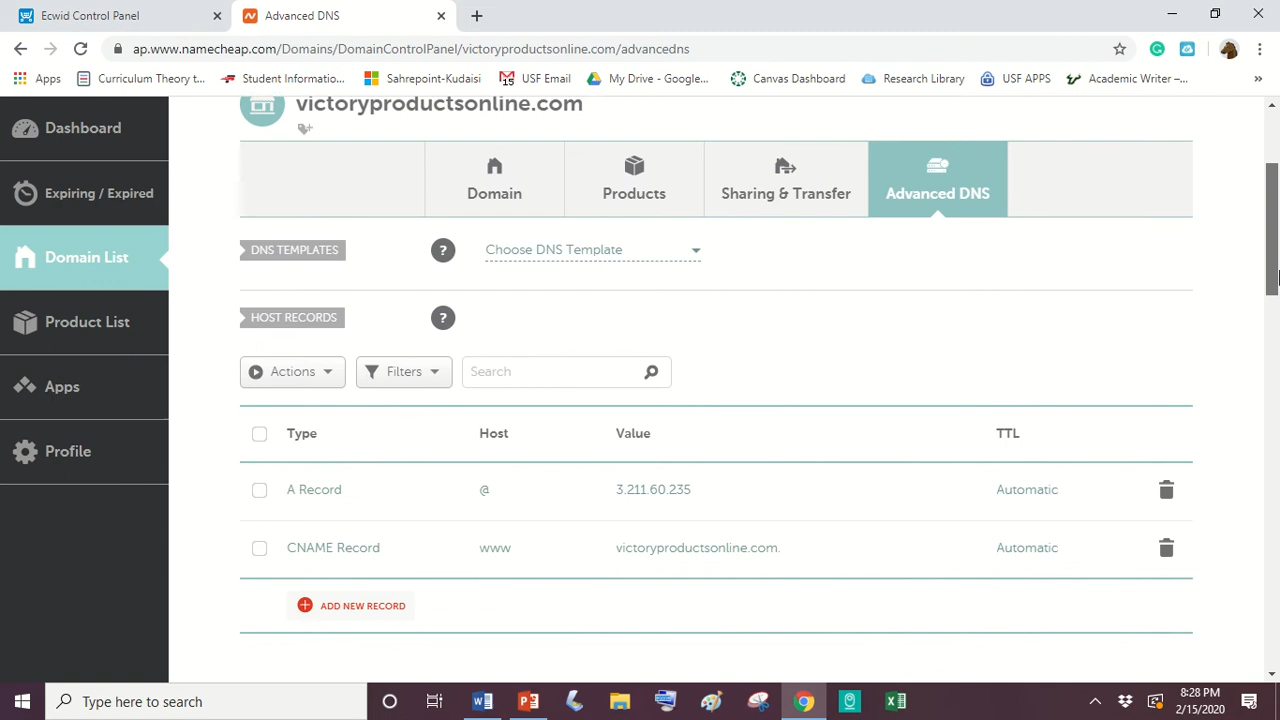 Ecwid Control Panel
Advanced DNS
ap.www.namecheap.com/Domains/DomainControlPanel/victoryproductsonline.com/advancedns
Apps
Curriculum Theory t...
Student Informatio...
Sahrepoint-Kudaisi
15
USF Email
My Drive - Google...
Canvas Dashboard
Research Library
USF APPS
Academic Writer –...
»
victoryproductsonline.com
Dashboard
Expiring / Expired
Domain List
Product List
Apps
Profile
Domain
Products
Sharing & Transfer
Advanced DNS
DNS TEMPLATES
?
Choose DNS Template
HOST RECORDS
?
Actions
Filters
Search
Type Host Value TTL
A Record @ 3.211.60.235 Automatic
CNAME Record www victoryproductsonline.com. Automatic
ADD NEW RECORD
Type here to search
8:28 PM
2/15/2020